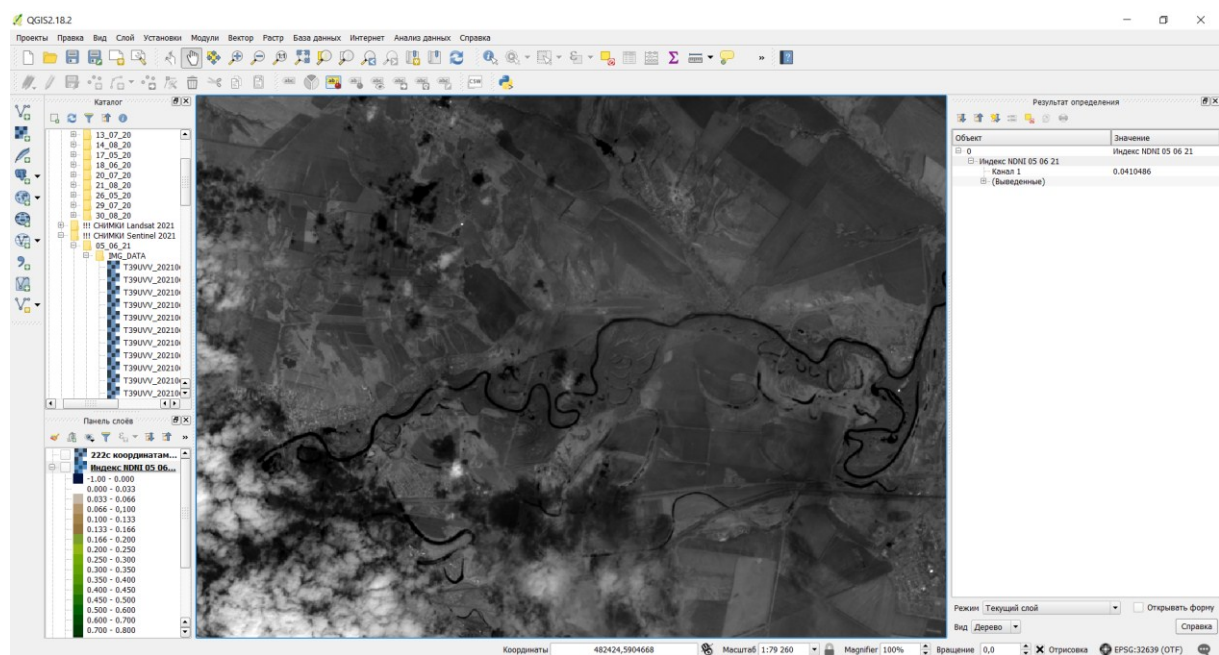 QGIS2.18.2
Проекты Правка Вид Слой Установки Модули Вектор Растр База данных Интернет Анализ данных Справка
Каталог
13_07_20
14_08_20
17_05_20
18_06_20
20_07_20
21_08_20
26_05_20
29_07_20
30_08_20
!!! СНИМКИ Landsat 2021
!!! СНИМКИ Sentinel 2021
05_06_21
IMG_DATA
T39UVV_20210
T39UVV_20210
T39UVV_20210
T39UVV_20210
T39UVV_20210
T39UVV_20210
T39UVV_20210
T39UVV_20210
T39UVV_20210
T39UVV_20210
T39UVV_20210
Панель слоёв
222с координатам...
Индекс NDNI 05 06...
-1.00 - 0.000
0.000 - 0.033
0.033 - 0.066
0.066 - 0,100
0.100 - 0.133
0.133 - 0.166
0.166 - 0.200
0.200 - 0.250
0.250 - 0.300
0.300 - 0.350
0.350 - 0.400
0.400 - 0.450
0.450 - 0.500
0.500 - 0.600
0.600 - 0.700
0.700 - 0.800
Результат определения
Объект Значение
0 Индекс NDNI 05 06 21
Индекс NDNI 05 06 21
Канал 1 0.0410486
(Выведенные)
Режим Текущий слой Открывать форму
Вид Дерево Справка
Координаты 482424,5904668 Масштаб 1:79 260 Magnifier 100% Вращение 0,0 Отрисовка EPSG:32639 (OTF)